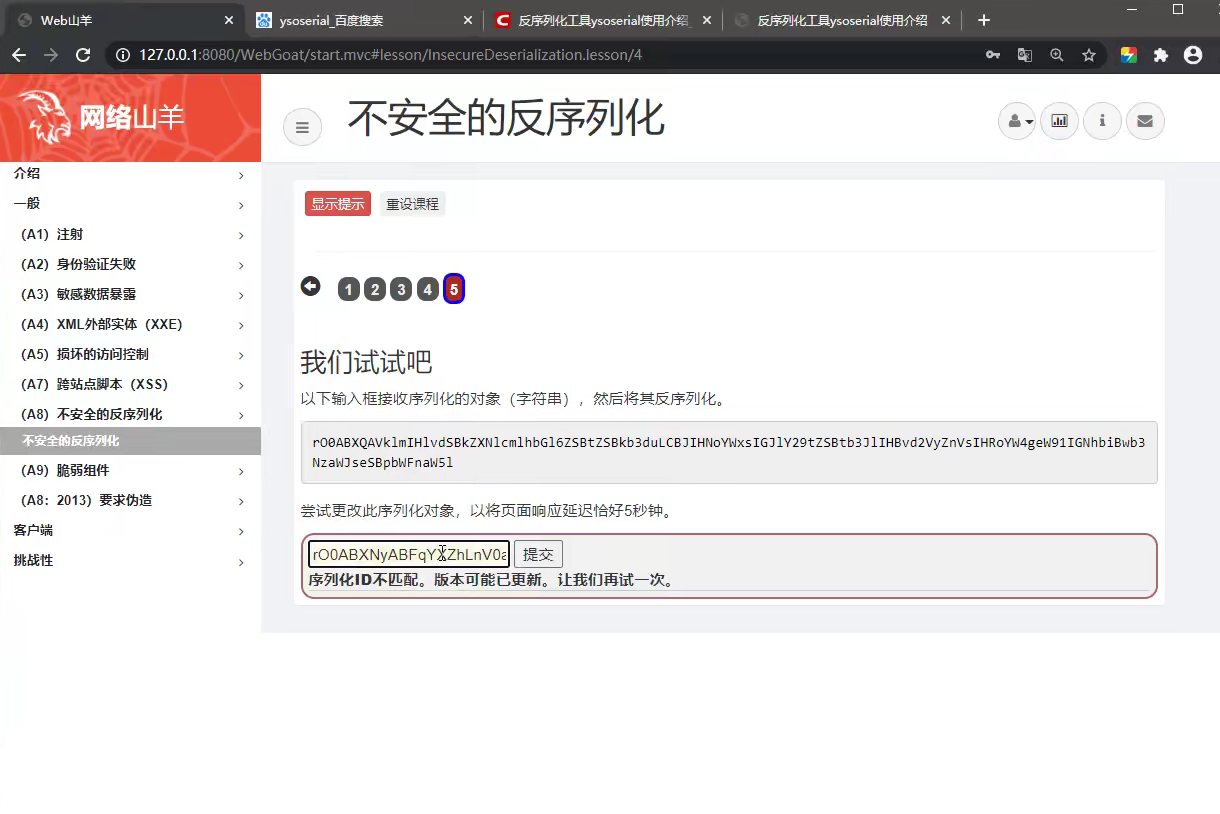 Web山羊
ysoserial_百度搜索
反序列化工具ysoserial使用介绍_
反序列化工具ysoserial使用介绍
127.0.0.1:8080/WebGoat/start.mvc#lesson/InsecureDeserialization.lesson/4
网络山羊
不安全的反序列化
介绍
一般
（A1）注射
（A2）身份验证失败
（A3）敏感数据暴露
（A4）XML外部实体（XXE）
（A5）损坏的访问控制
（A7）跨站点脚本（XSS）
（A8）不安全的反序列化
不安全的反序列化
（A9）脆弱组件
（A8：2013）要求伪造
客户端
挑战性
显示提示 重设课程
1 2 3 4 5
我们试试吧
以下输入框接收序列化的对象（字符串），然后将其反序列化。
rO0ABXQAVklmIHlvdSBkZXNlcmlhbGl6ZSBtZSBkb3duLCBJIHNoYWxsIGJlY29tZSBtb3JlIHBvd2VyZnVsIHRoYW4geW91IGNhbiBwb3
NzaWJseSBpbWFnaW5l
尝试更改此序列化对象，以将页面响应延迟恰好5秒钟。
提交
序列化ID不匹配。版本可能已更新。让我们再试一次。